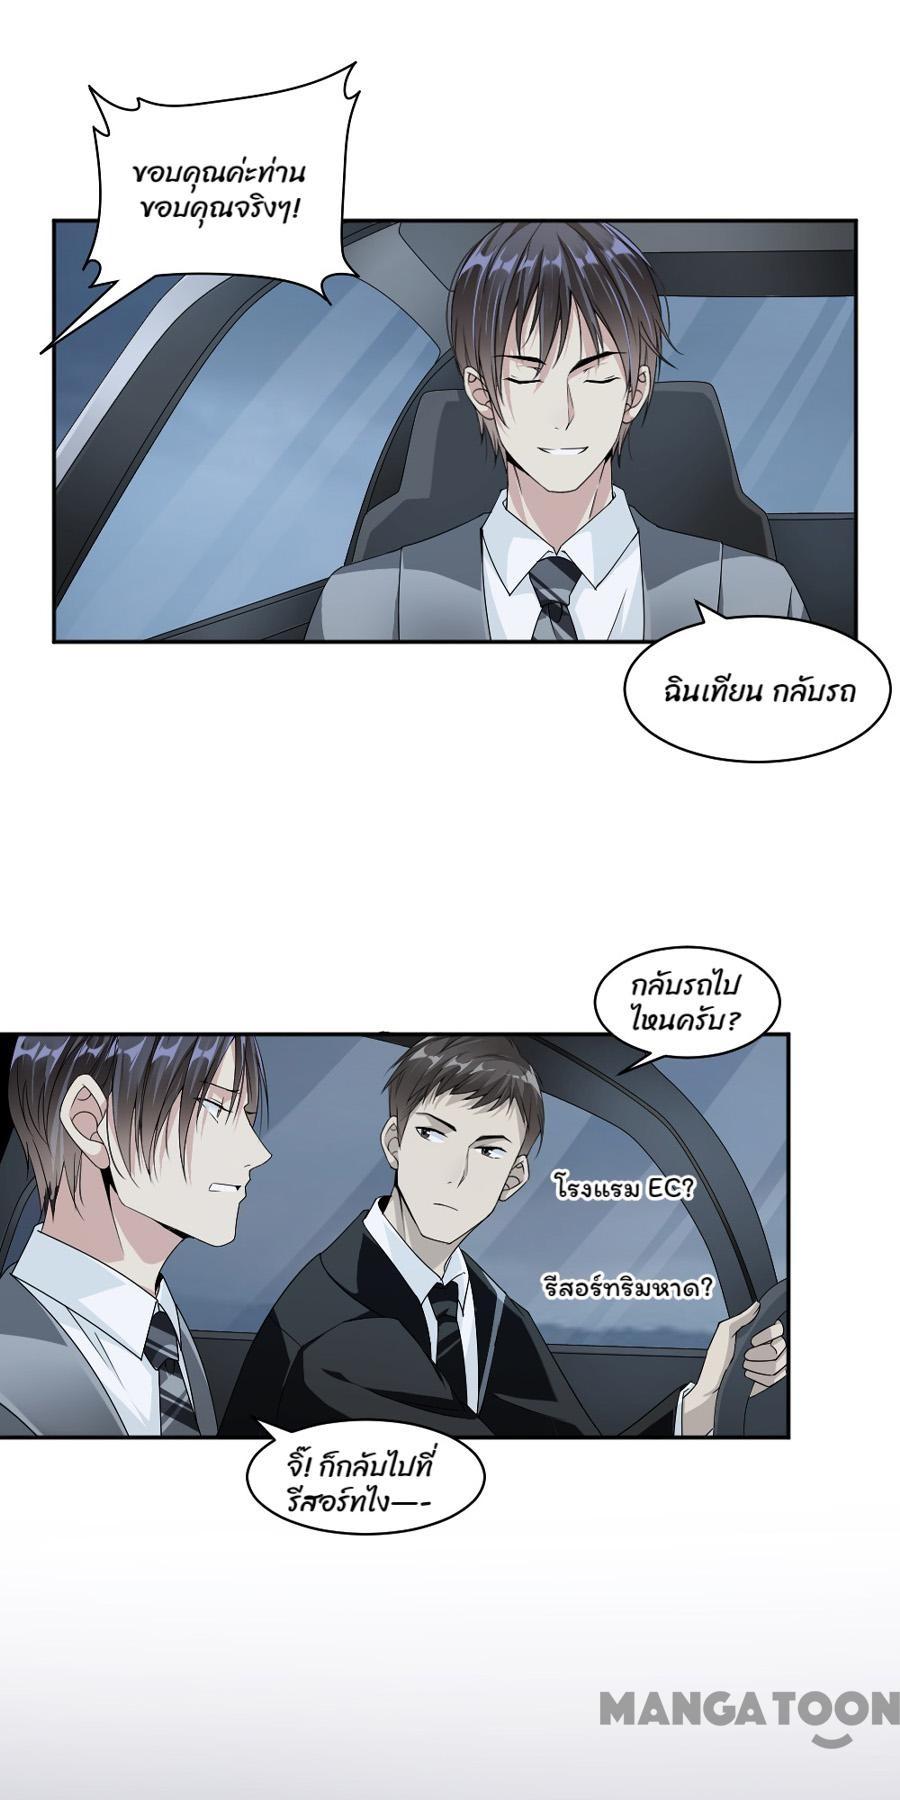 ขอบคุณค่ะท่าน
ขอบคุณจริงๆ!
ฉินเทียน กลับรถ
กลับรถไป
ไหนครับ?
โรงแรม EC?
รีสอร์ทริมหาด?
จิ๊! ก็กลับไปที่
รีสอร์ทไง—-
MANGATOON